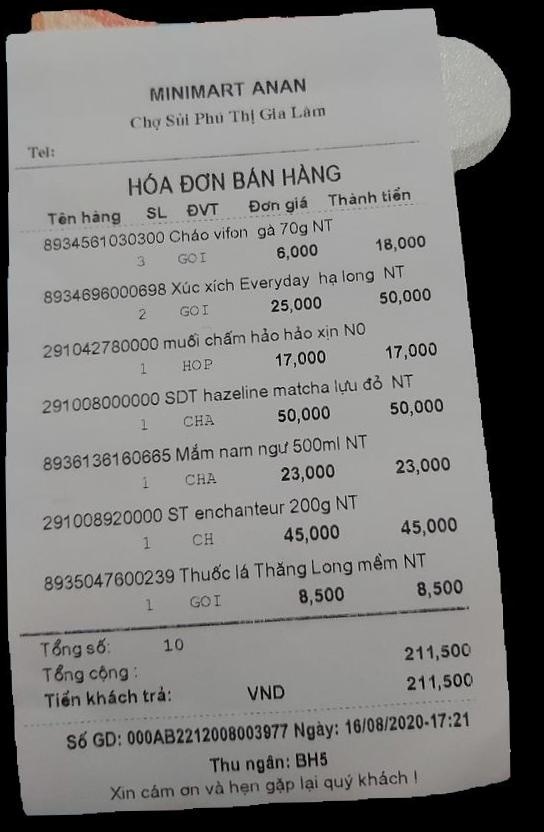 MINIMART ANAN
Chợ Sủi Phú Thị Gia Lâm
Tel:
HÓA ĐƠN BÁN HÀNG
Tên hàng SL ĐVT Đơn giá Thành tiền
8934561030300 Cháo vifon gà 70g NT
3 GOI 6,000 18,000
8934696000698 Xúc xích Everyday hạ long NT
2 GOI 25,000 50,000
291042780000 muối chấm hảo hảo xịn N0
1 HOP 17,000 17,000
291008000000 SDT hazeline matcha lựu đỏ NT
1 CHA 50,000 50,000
8936136160665 Mắm nam ngư 500ml NT
1 CHA 23,000 23,000
291008920000 ST enchanteur 200g NT
1 CH 45,000 45,000
8935047600239 Thuốc lá Thăng Long mềm NT
1 GOI 8,500 8,500
Tổng số: 10
Tổng cộng : 211,500
Tiền khách trả: VND 211,500
Số GD: 000AB2212008003977 Ngày: 16/08/2020-17:21
Thu ngân: BH5
Xin cám ơn và hẹn gặp lại quý khách !